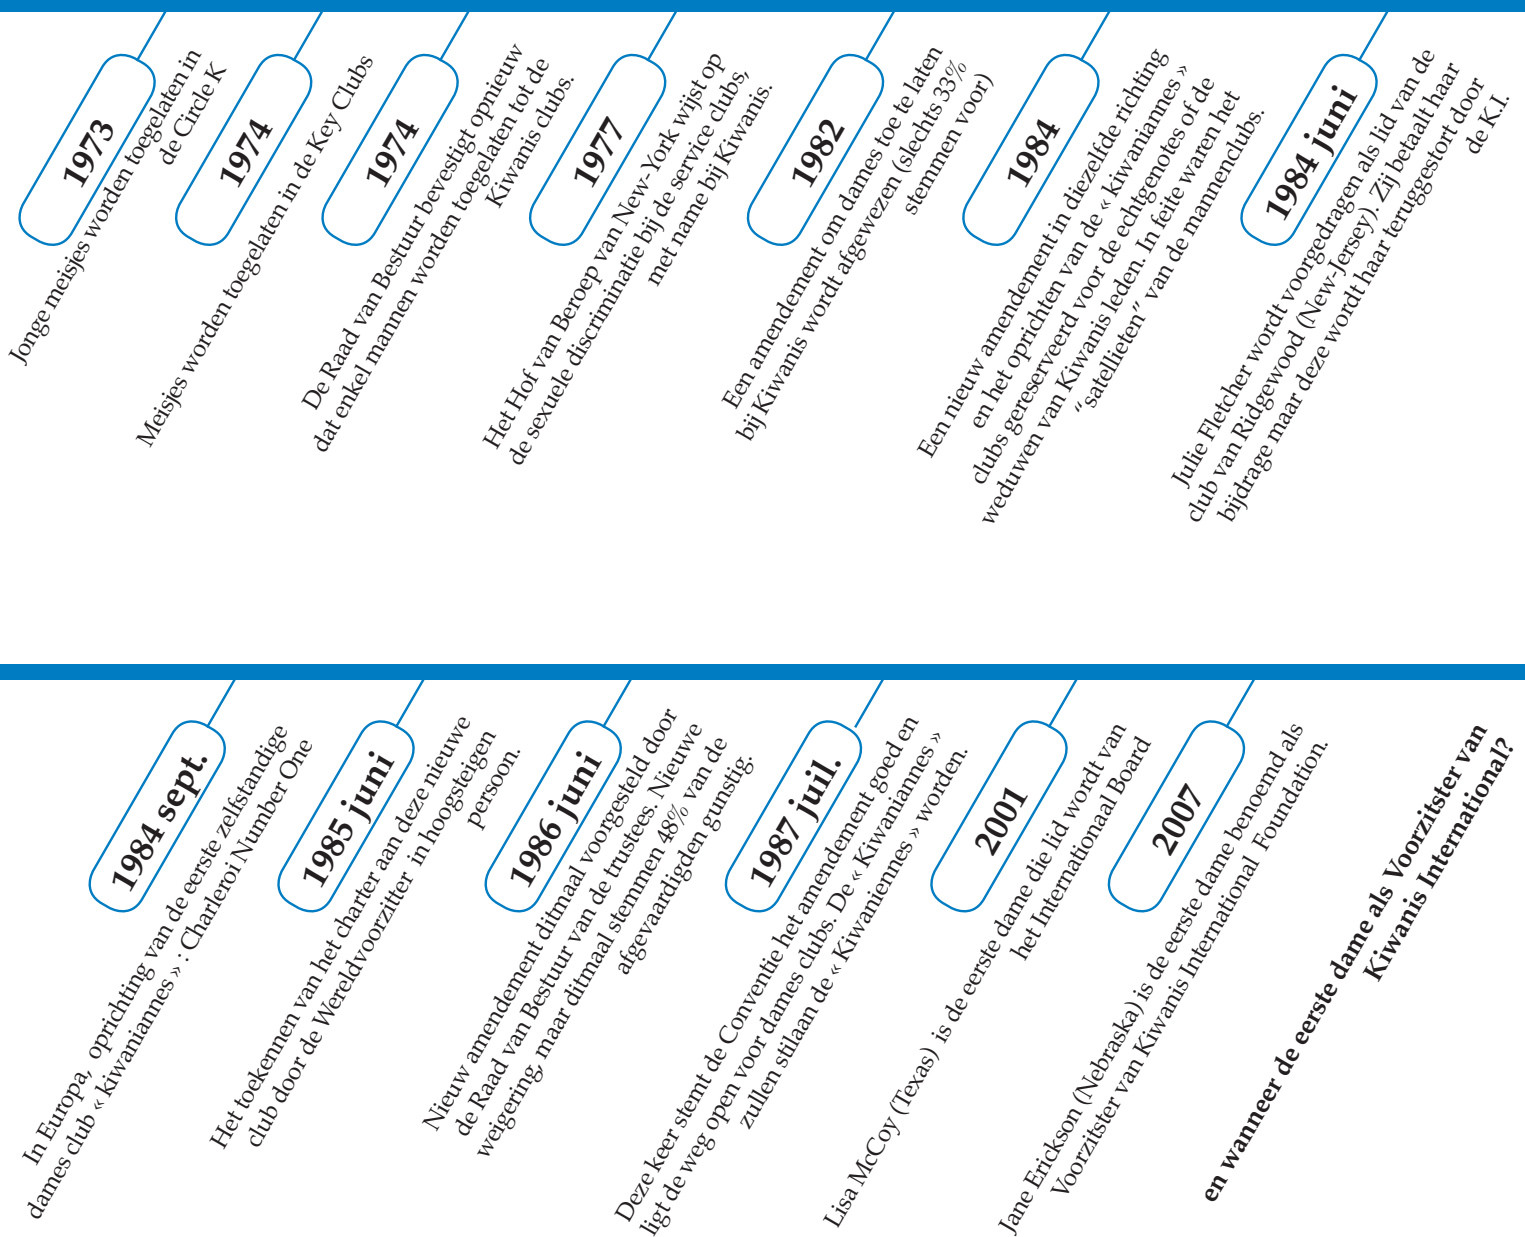 1973
Jonge meisjes worden toegelaten in
de Circle K
1974
Meisjes worden toegelaten in de Key Clubs
1974
De Raad van Bestuur bevestigt opnieuw
dat enkel mannen worden toegelaten tot de
Kiwanis clubs.
1977
Het Hof van Beroep van New-York wijst op
de sexuele discriminatie bij de service clubs,
met name bij Kiwanis.
1982
Een amendement om dames toe te laten
bij Kiwanis wordt afgewezen (slechts 33%
stemmen voor)
1984
Een nieuw amendement in diezelfde richting
en het oprichten van de « kiwaniannes »
clubs gereserveerd voor de echtgenotes of de
weduwen van Kiwanis leden. In feite waren het
“satellieten” van de mannenclubs.
1984 juni
Julie Fletcher wordt voorgedragen als lid van de
club van Ridgewood (New-Jersey). Zij betaalt haar
bijdrage maar deze wordt haar teruggestort door
de K.I.
1984 sept.
In Europa, oprichting van de eerste zelfstandige
dames club « kiwaniannes » : Charleroi Number One
1985 juni
Het toekennen van het charter aan deze nieuwe
club door de Wereldvoorzitter in hoogsteigen
persoon.
1986 juni
Nieuw amendement ditmaal voorgesteld door
de Raad van Bestuur van de trustees. Nieuwe
weigering, maar ditmaal stemmen 48% van de
afgevaardigden gunstig.
1987 juil.
Deze keer stemt de Conventie het amendement goed en
ligt de weg open voor dames clubs. De « Kiwaniannes »
zullen stilaan de « Kiwaniennes » worden.
2001
Lisa McCoy (Texas) is de eerste dame die lid wordt van
het Internationaal Board
2007
Jane Erickson (Nebraska) is de eerste dame benoemd als
Voorzitster van Kiwanis International Foundation.
en wanneer de eerste dame als Voorzitster van
Kiwanis International?